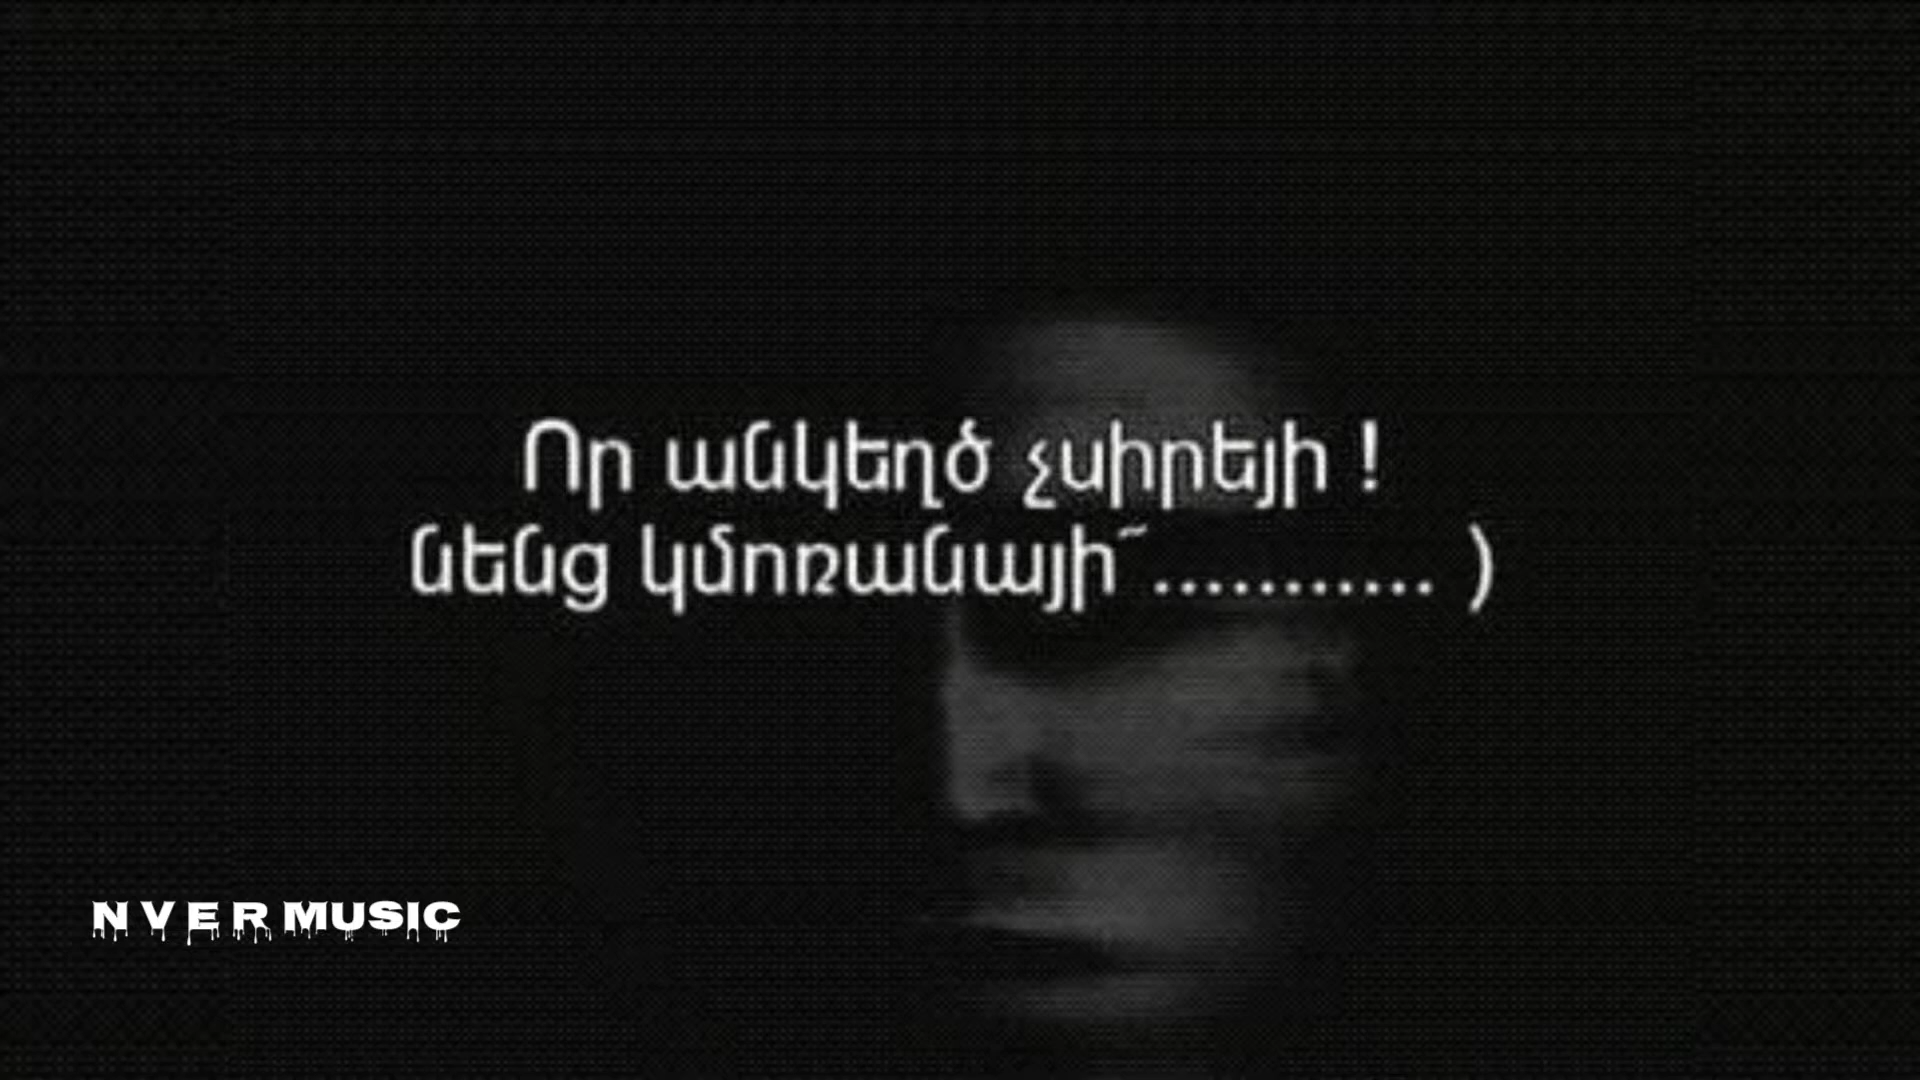 Որ անկեղծ չսիրեյի !
նենց կմոռանայի՜ ........... )
N V E R MUSIC